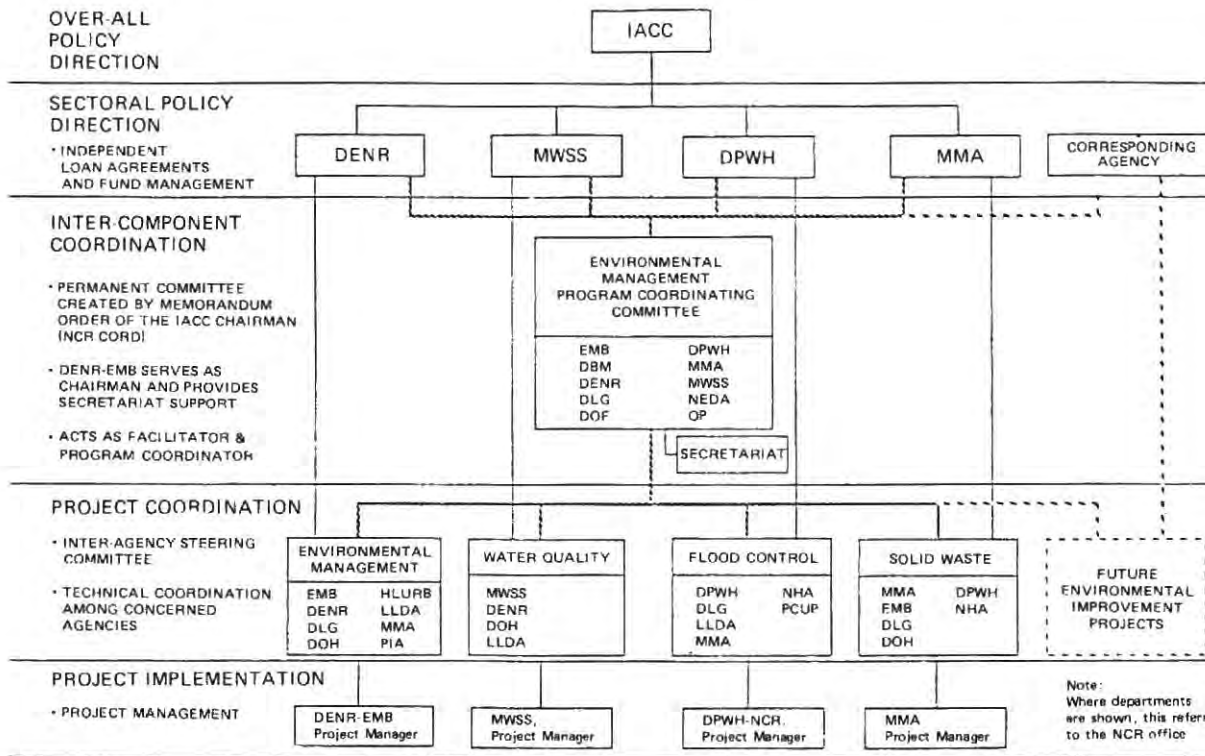 OVER-ALL
POLICY
DIRECTION
IACC
SECTORAL POLICY
DIRECTION
• INDEPENDENT
LOAN AGREEMENTS
AND FUND MANAGEMENT
DENR
MWSS
DPWH
MMA
CORRESPONDING
AGENCY
INTER-COMPONENT
COORDINATION
• PERMANENT COMMITTEE
CREATED BY MEMORANDUM
ORDER OF THE IACC CHAIRMAN
(NCR CORD)
• DENR-EMB SERVES AS
CHAIRMAN AND PROVIDES
SECRETARIAT SUPPORT
• ACTS AS FACILITATOR &
PROGRAM COORDINATOR
ENVIRONMENTAL
MANAGEMENT
PROGRAM COORDINATING
COMMITTEE
EMB DPWH
DBM MMA
DENR MWSS
DLG NEDA
DOF OP
SECRETARIAT
PROJECT COORDINATION
• INTER-AGENCY STEERING
COMMITTEE
• TECHNICAL COORDINATION
AMONG CONCERNED
AGENCIES
ENVIRONMENTAL
MANAGEMENT
EMB HLURB
DENR LLDA
DLG MMA
DOH PIA
WATER QUALITY
MWSS
DENR
DOH
LLDA
FLOOD CONTROL
DPWH NHA
DLG PCUP
LLDA
MMA
SOLID WASTE
MMA DPWH
EMB NHA
DLG
DOH
FUTURE
ENVIRONMENTAL
IMPROVEMENT
PROJECTS
PROJECT IMPLEMENTATION
• PROJECT MANAGEMENT
DENR-EMB
Project Manager
MWSS,
Project Manager
DPWH-NCR,
Project Manager
MMA
Project Manager
Note:
Where departments
are shown, this refers
to the NCR office